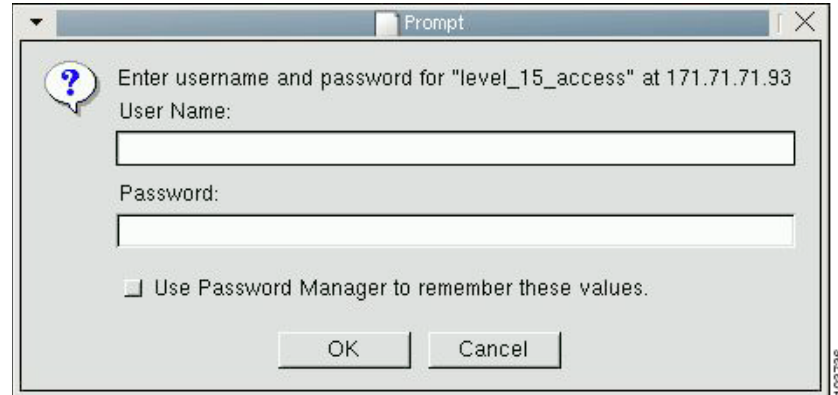 Prompt
Enter username and password for "level_15_access" at 171.71.71.93
User Name:
Password:
Use Password Manager to remember these values.
OK
Cancel